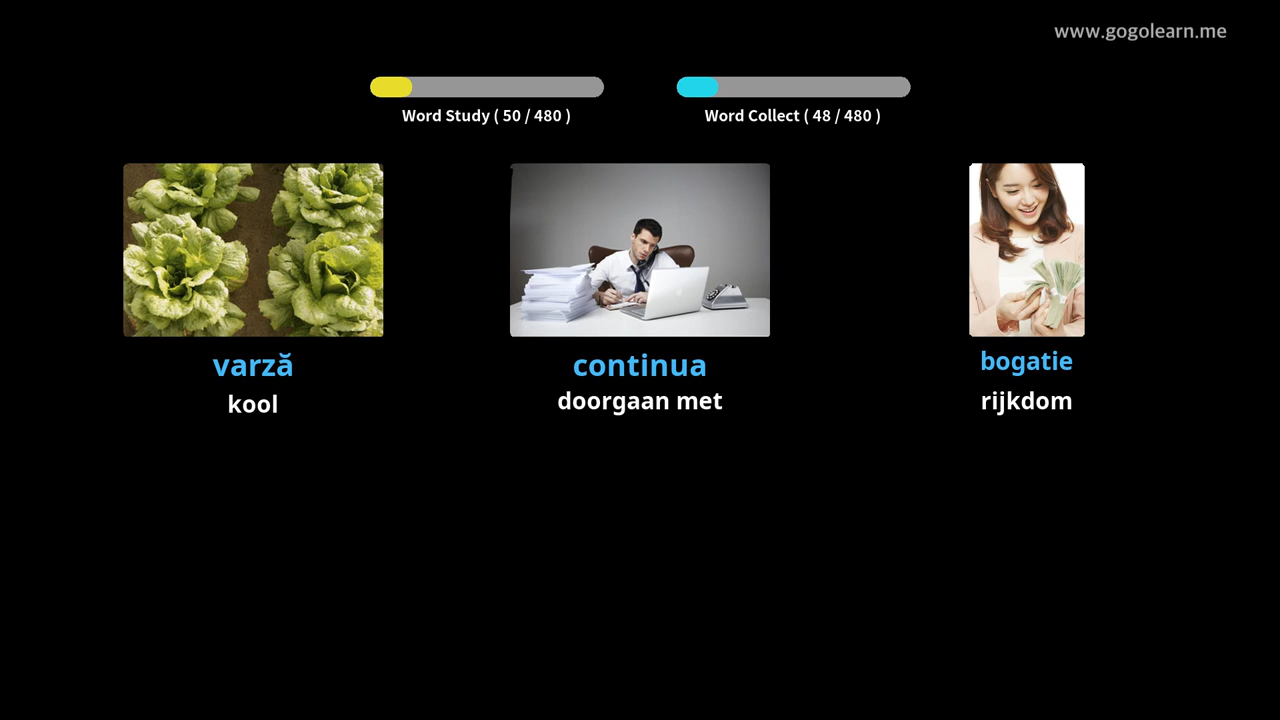 www.gogolearn.me
Word Study ( 50 / 480 )
Word Collect ( 48 / 480 )
varză
continua
bogatie
kool
doorgaan met
rijkdom